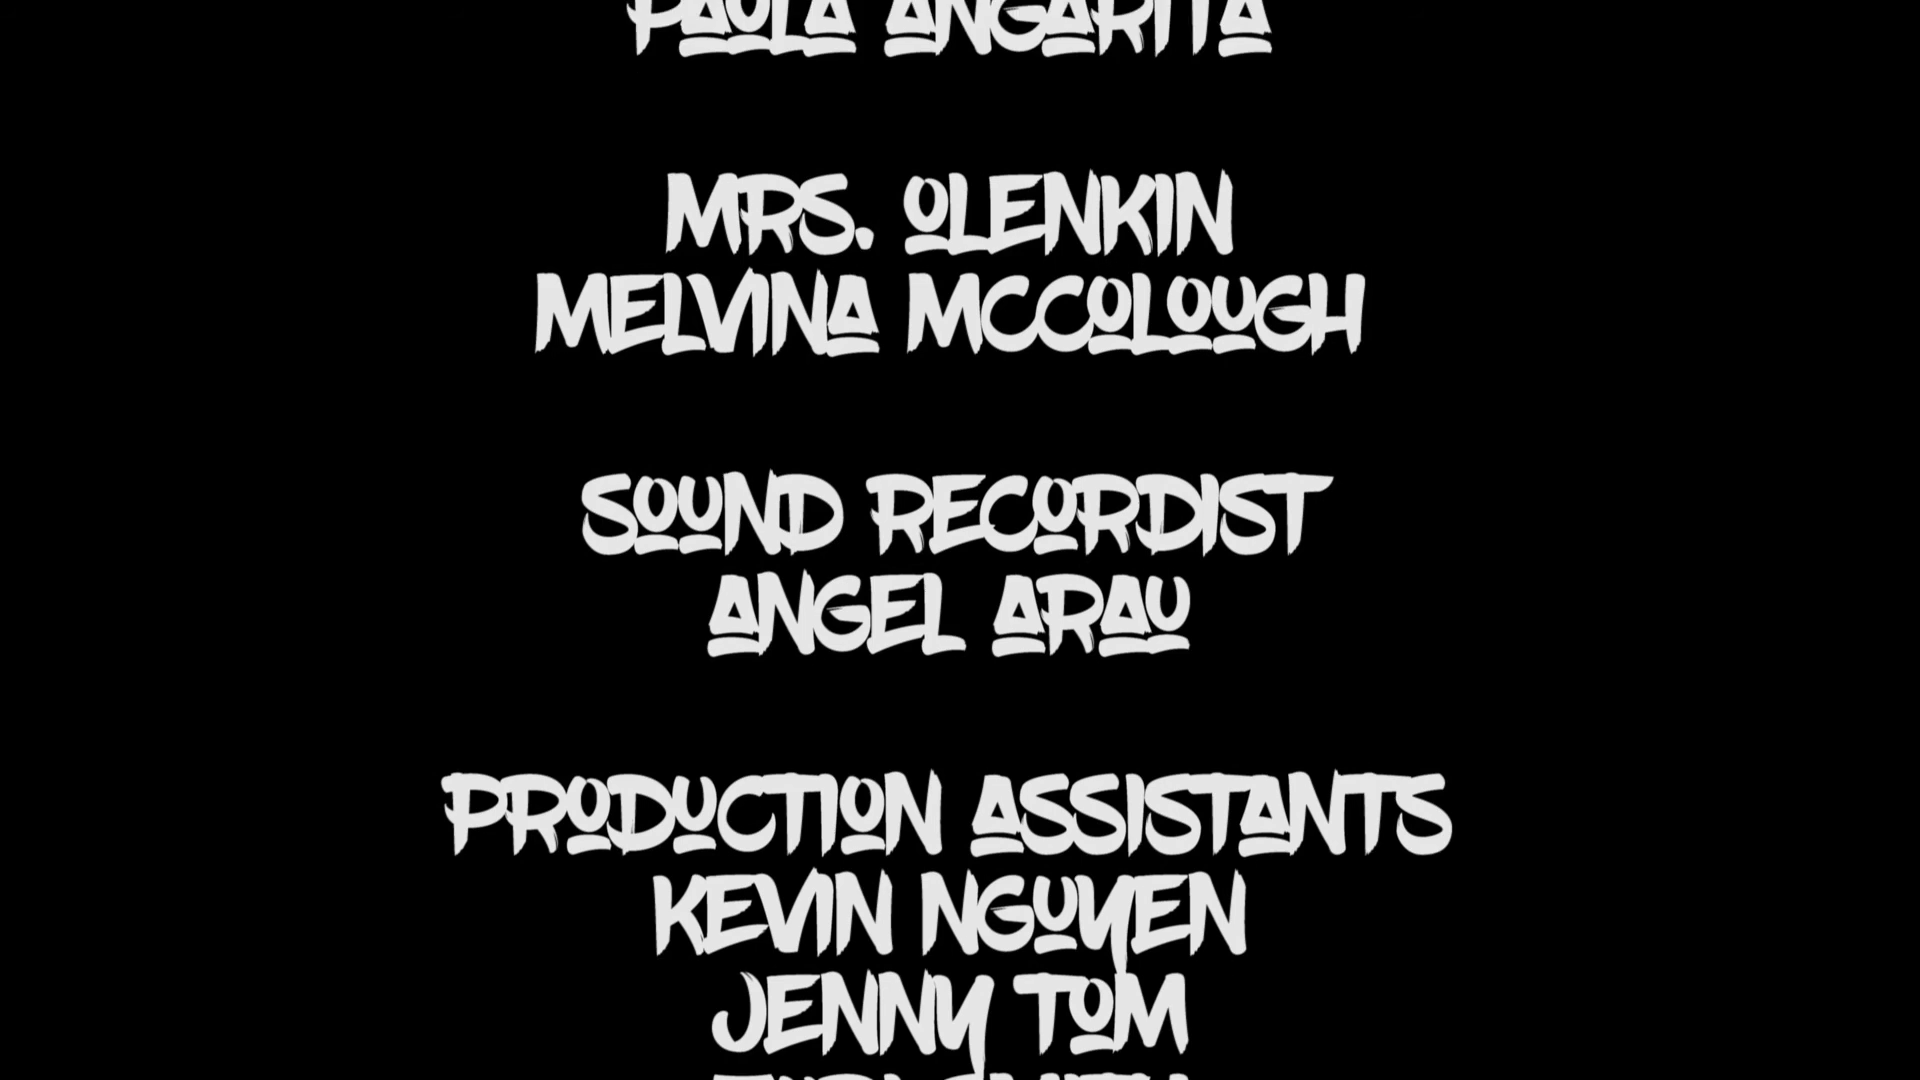 PAULA ANGARITA
MRS. OLENKIN
MELVINA MCCOLOUGH
SOUND RECORDIST
ANGEL ARAU
PRODUCTION ASSISTANTS
KEVIN NGUYEN
JENNY TOM